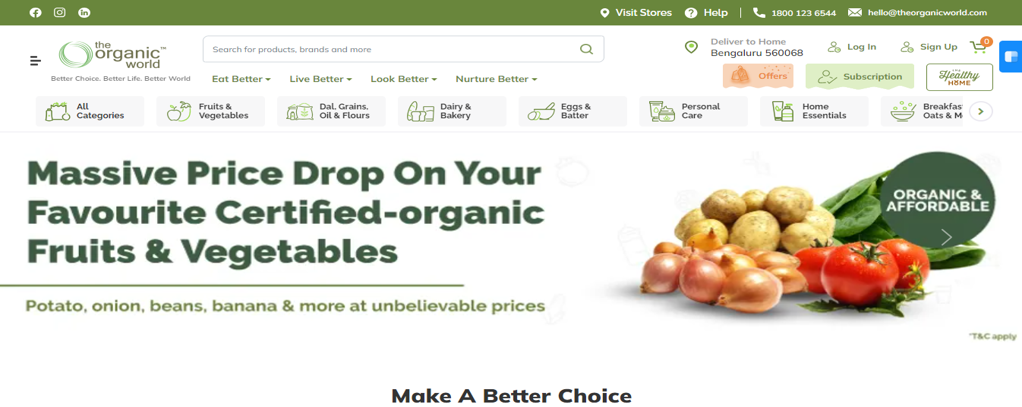 Visit Stores
Help
1800 123 6544
hello@theorganicworld.com
the
organic™
world
Better Choice. Better Life. Better World
Search for products, brands and more
Deliver to Home
Bengaluru 560068
Log In
Sign Up
0
Eat Better
Live Better
Look Better
Nurture Better
Offers
Subscription
Healthy
HOME
All
Categories
Fruits &
Vegetables
Dal, Grains,
Oil & Flours
Dairy &
Bakery
Eggs &
Batter
Personal
Care
Home
Essentials
Breakfas
Oats & M
Massive Price Drop On Your
Favourite Certified-organic
Fruits & Vegetables
Potato, onion, beans, banana & more at unbelievable prices
ORGANIC &
AFFORDABLE
*T&C apply
Make A Better Choice